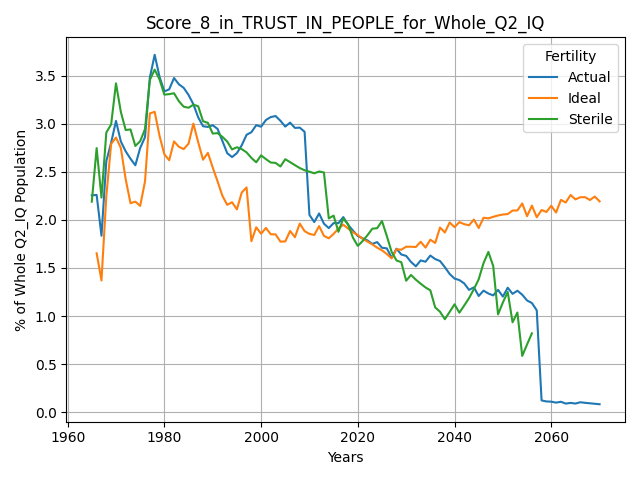 Score_8_in_TRUST_IN_PEOPLE_for_Whole_Q2_IQ
Fertility
Actual
Ideal
Sterile
% of Whole Q2_IQ Population
3.5
3.0
2.5
2.0
1.5
1.0
0.5
0.0
1960
1980
2000
2020
2040
2060
Years